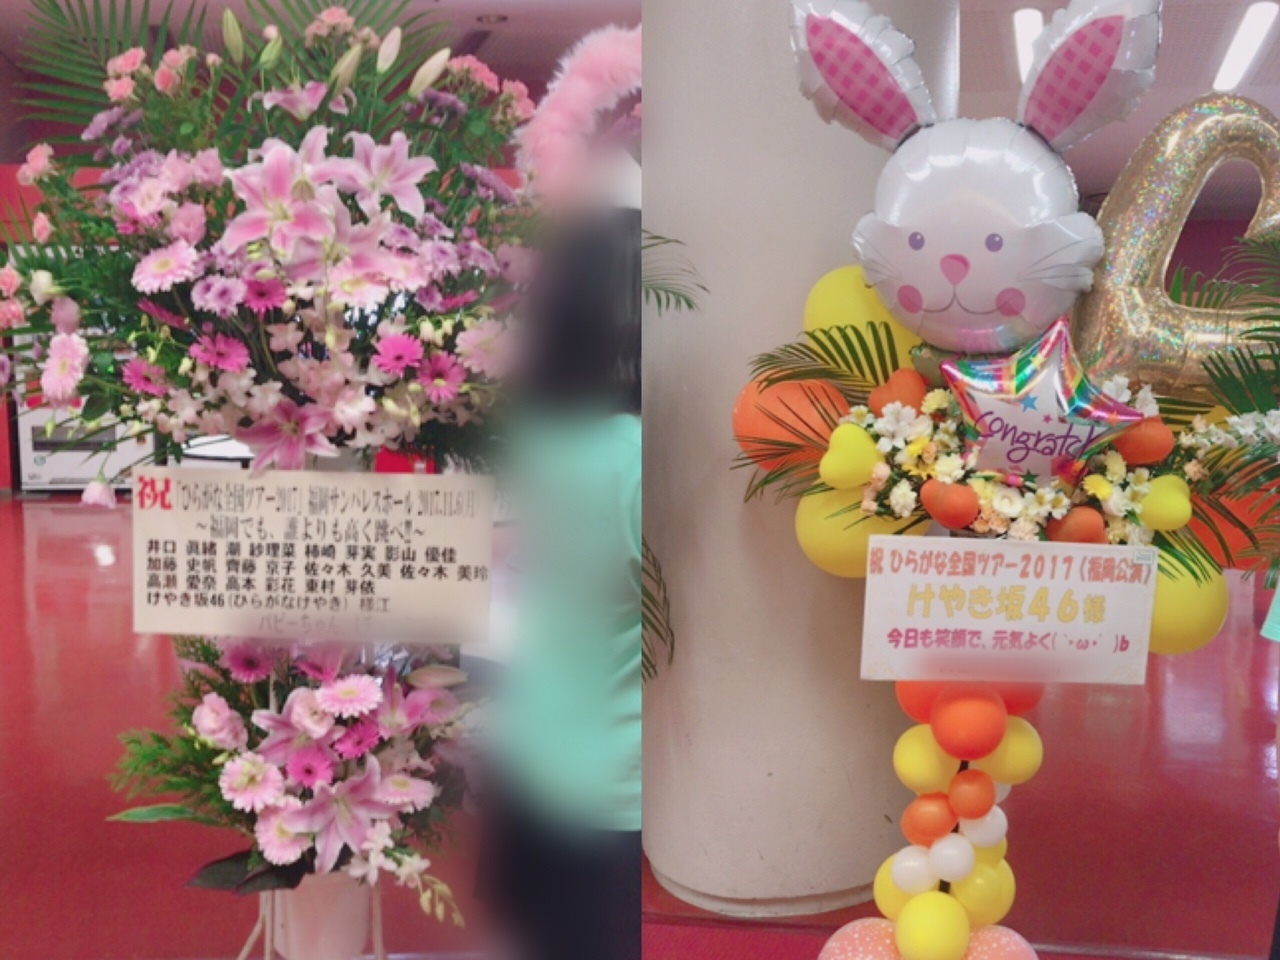 祝「ひらがな全国ツアー2017」福岡サンパレスホール 2017.11.6(月)
～福岡でも、誰よりも高く跳べ!!～
井口 眞緒 潮 紗理菜 柿崎 芽実 影山 優佳
加藤 史帆 齊藤 京子 佐々木 久美 佐々木 美玲
高瀬 愛奈 高本 彩花 東村 芽依
けやき坂46(ひらがなけやき) 様江
congrats!
祝 ひらがな全国ツアー2017(福岡公演)
けやき坂46様
今日も笑顔で、元気よく(`･ω･´)b